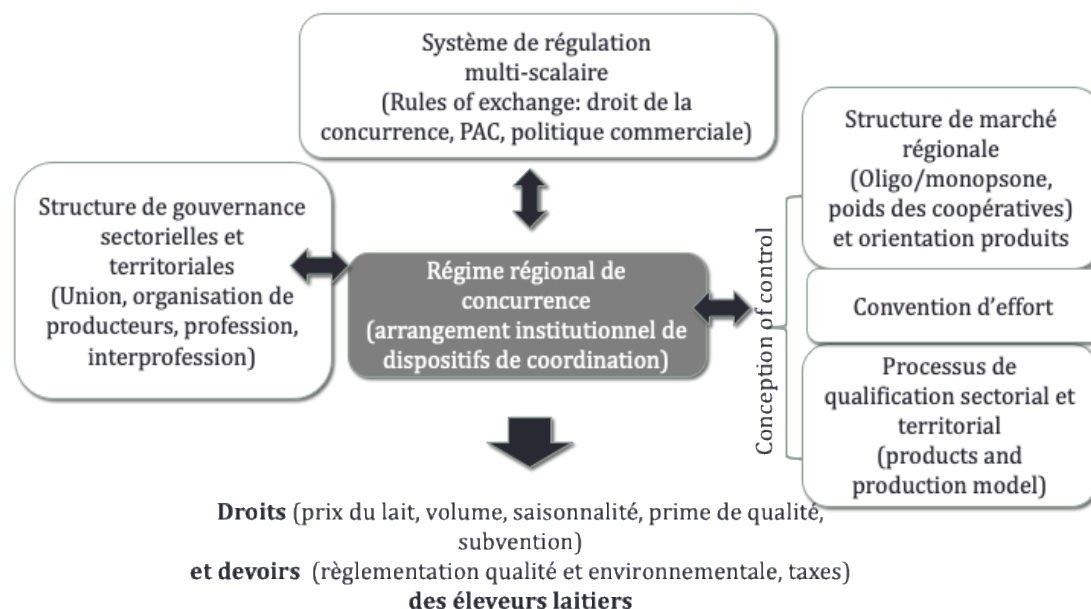 Système de régulation
multi-scalaire
(Rules of exchange: droit de la
concurrence, PAC, politique commerciale)
Structure de gouvernance
sectorielles et
territoriales
(Union, organisation de
producteurs, profession,
interprofession)
Régime régional de
concurrence
(arrangement institutionnel de
dispositifs de coordination)
Conception of control
Structure de marché
régionale
(Oligo/monopsone,
poids des coopératives)
et orientation produits
Convention d'effort
Processus de
qualification sectorial et
territorial
(products and
production model)
Droits (prix du lait, volume, saisonnalité, prime de qualité,
subvention)
et devoirs (règlementation qualité et environnementale, taxes)
des éleveurs laitiers